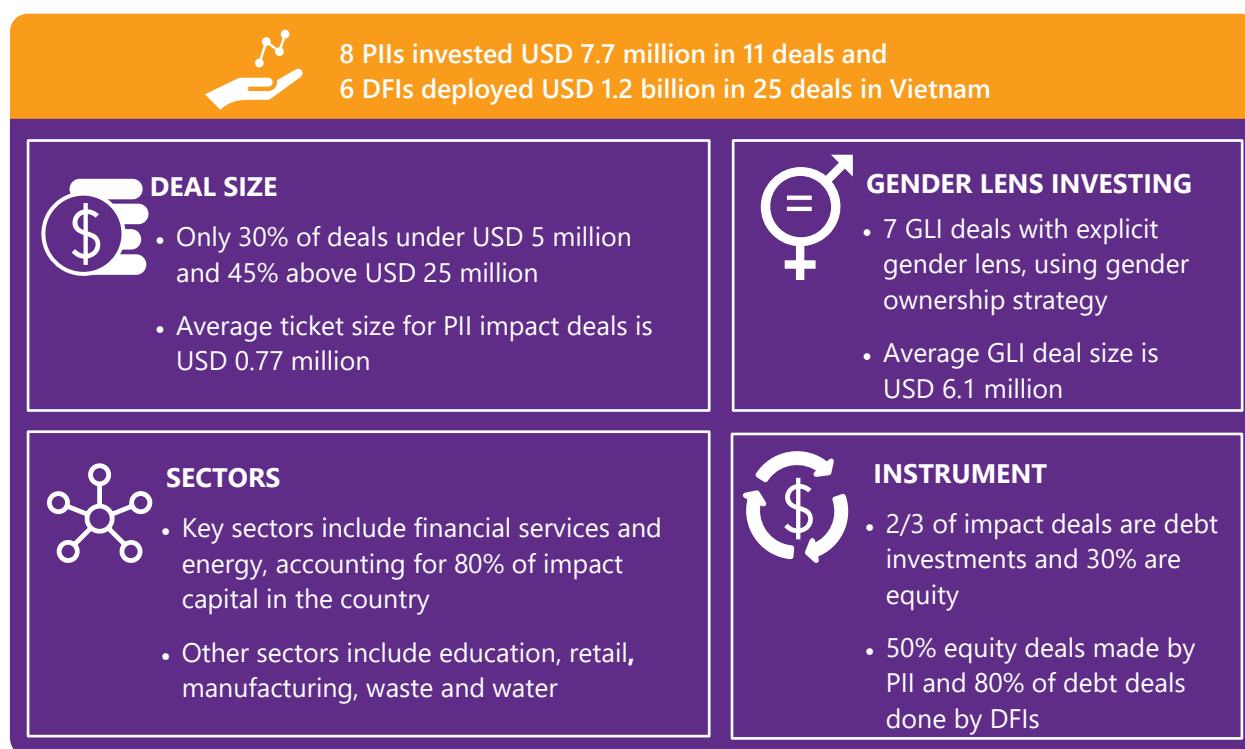 8 PIIs invested USD 7.7 million in 11 deals and
6 DFIs deployed USD 1.2 billion in 25 deals in Vietnam
$
DEAL SIZE
• Only 30% of deals under USD 5 million
and 45% above USD 25 million
• Average ticket size for PII impact deals is
USD 0.77 million
=
GENDER LENS INVESTING
• 7 GLI deals with explicit
gender lens, using gender
ownership strategy
• Average GLI deal size is
USD 6.1 million
SECTORS
• Key sectors include financial services and
energy, accounting for 80% of impact
capital in the country
• Other sectors include education, retail,
manufacturing, waste and water
$
INSTRUMENT
• 2/3 of impact deals are debt
investments and 30% are
equity
• 50% equity deals made by
PII and 80% of debt deals
done by DFIs